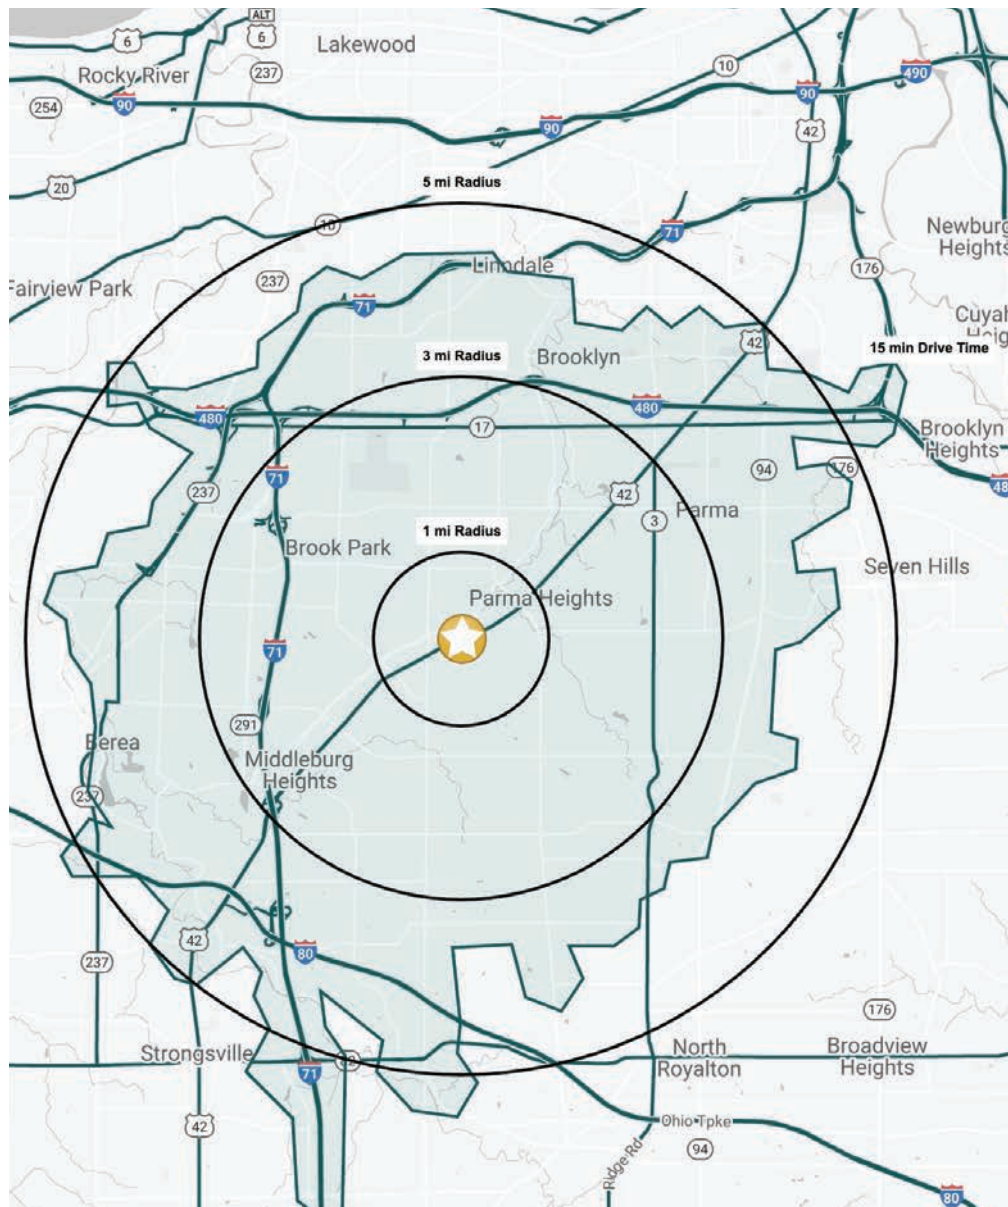 ALT
6
6
Lakewood
Rocky River
237
10
490
254
90
90
90
42
20
5 mi Radius
10
71
Newburg
Heights
176
237
Fairview Park
Linndale
71
Cuyah
Heig
42
15 min Drive Time
3 mi Radius
Brooklyn
480
480
17
Brooklyn
Heights
94
176
71
237
42
48
3
Parma
1 mi Radius
Brook Park
Seven Hills
Parma Heights
71
291
Berea
Middleburg
Heights
237
42
80
237
176
Strongsville
North
Royalton
Broadview
Heights
71
42
Ohio Tpke
94
Ridge Rd
80